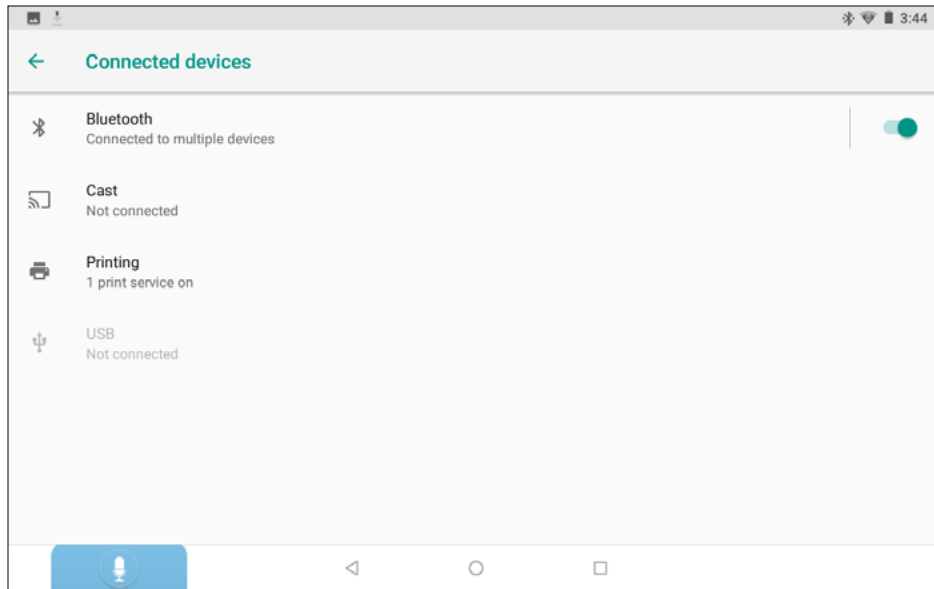 3:44
Connected devices
Bluetooth
Connected to multiple devices
Cast
Not connected
Printing
1 print service on
USB
Not connected